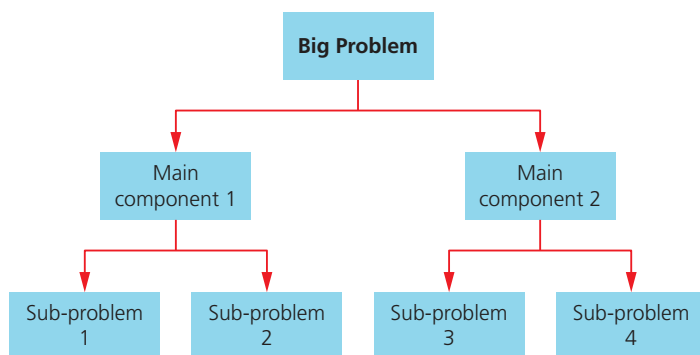 Big Problem
Main
component 1
Main
component 2
Sub-problem
1
Sub-problem
2
Sub-problem
3
Sub-problem
4